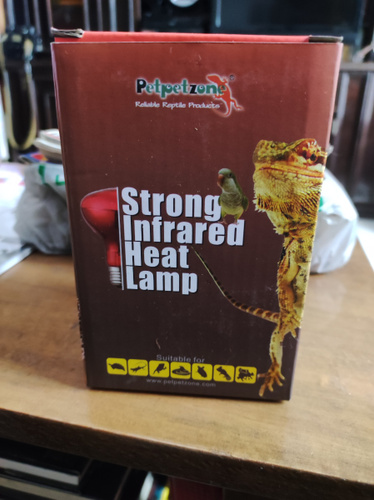 Petpetzone
Reliable Reptile Products
Strong
Infrared
Heat
Lamp
Suitable for
www.petpetzone.com